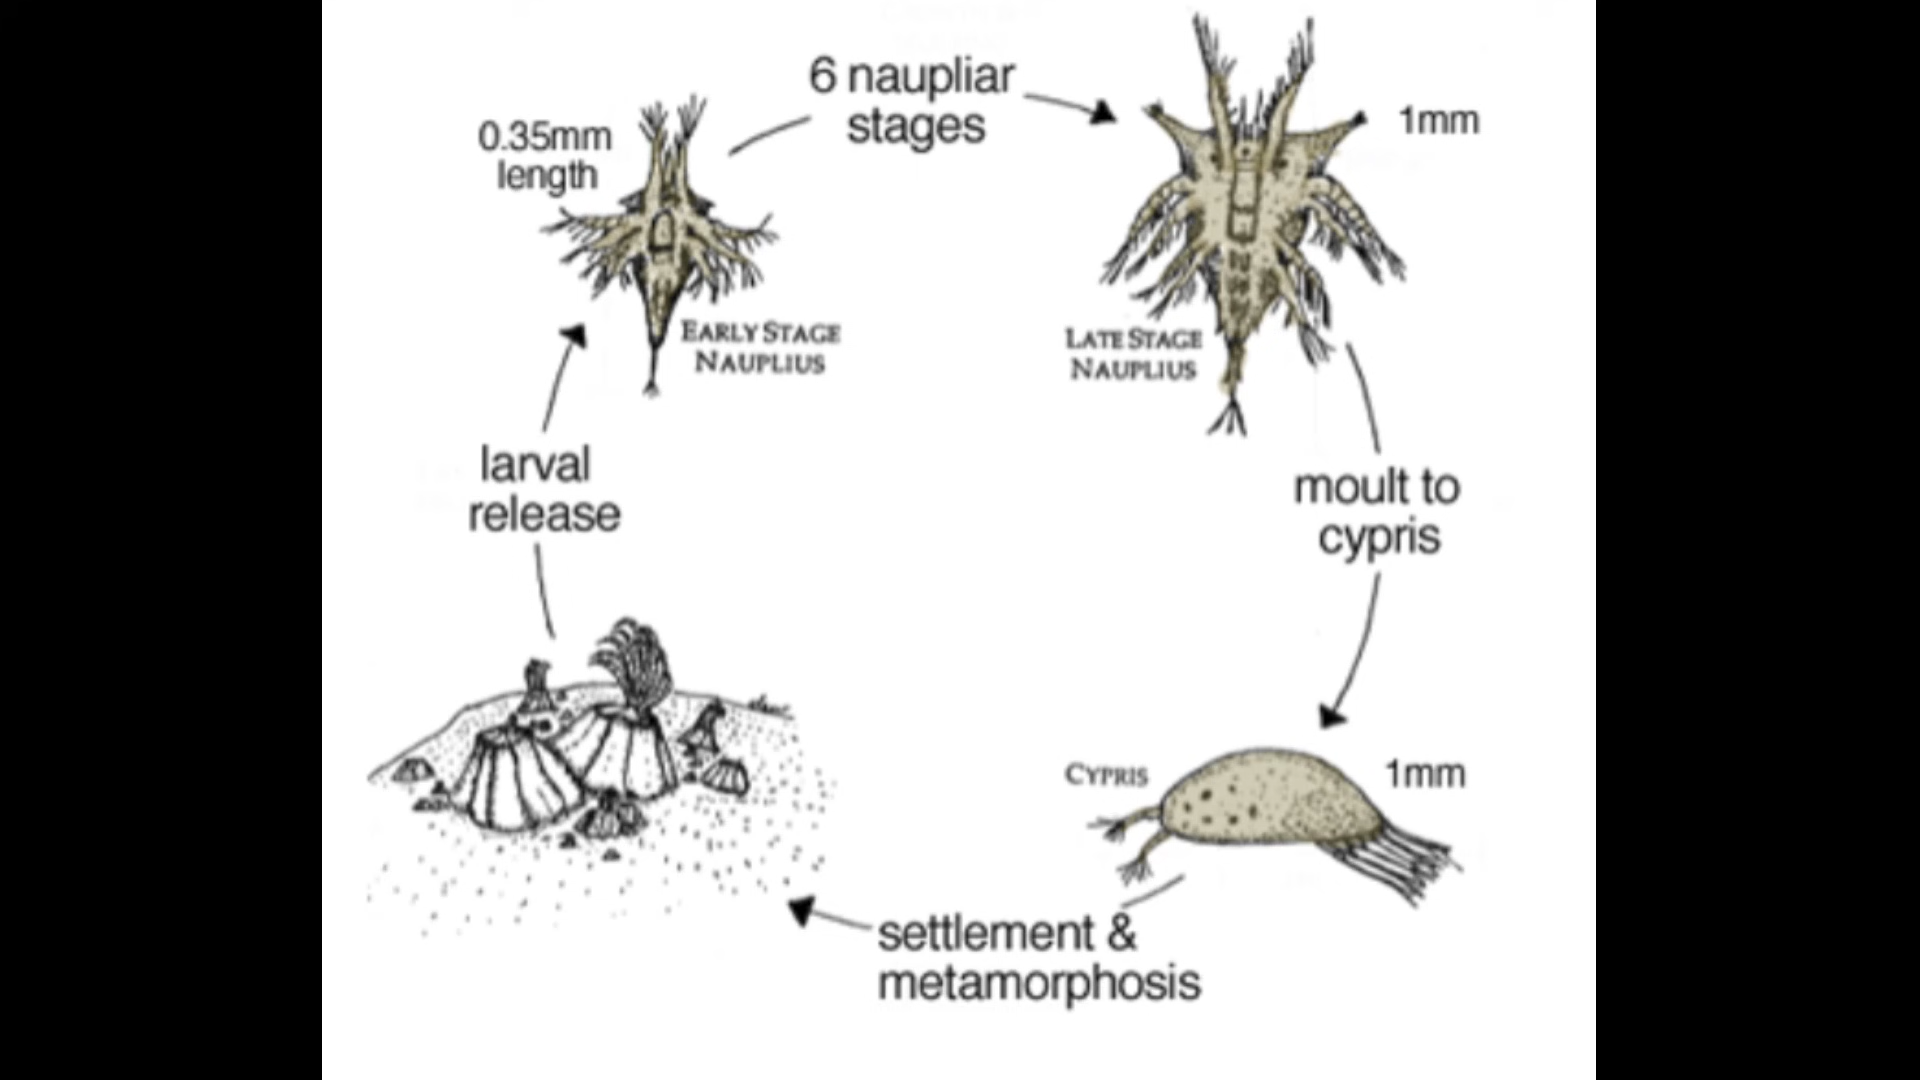 6 naupliar
stages
0.35mm
length
1mm
EARLY STAGE
NAUPLIUS
LATE STAGE
NAUPLIUS
larval
release
moult to
cypris
CYPRIS
1mm
settlement &
metamorphosis